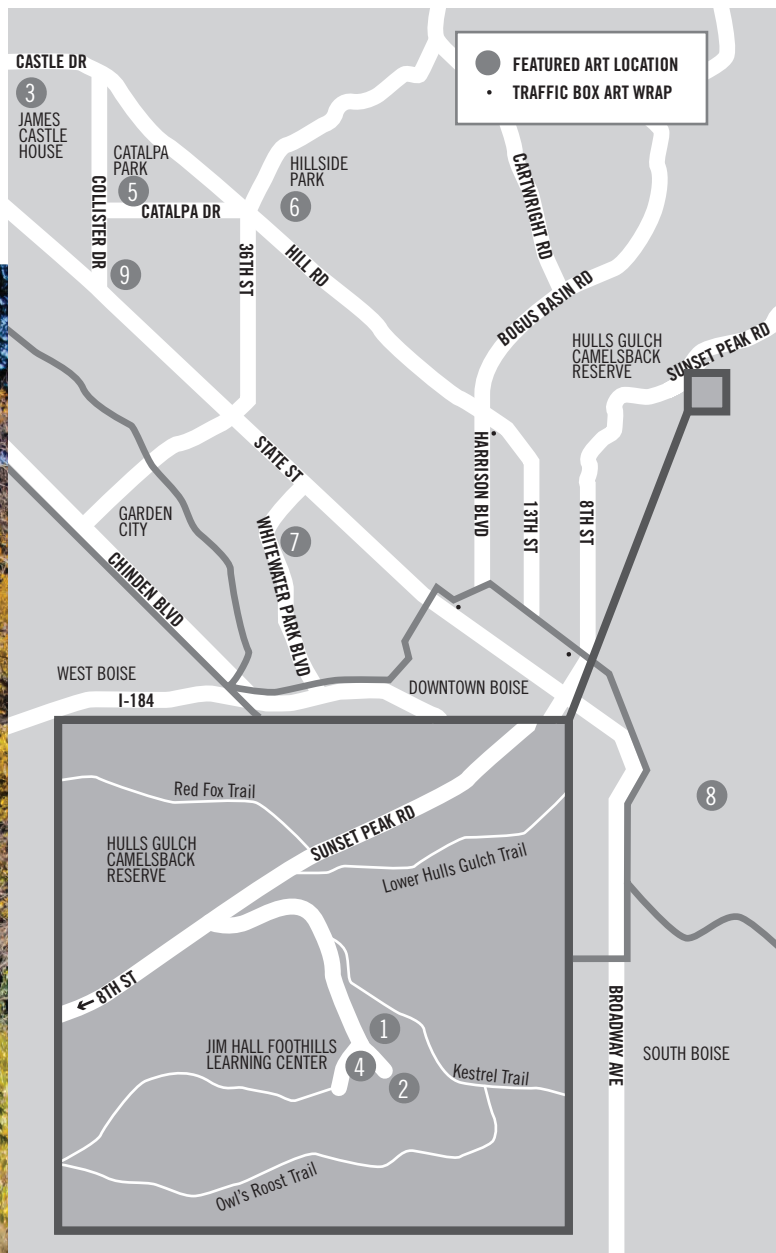 FEATURED ART LOCATION
TRAFFIC BOX ART WRAP
CASTLE DR
3
JAMES
CASTLE
HOUSE
CATALPA
PARK
5
COLLISTER DR
CATALPA DR
9
HILLSIDE
PARK
6
36TH ST
HILL RD
CARTWRIGHT RD
BOGUS BASIN RD
HULLS GULCH
CAMELSBACK
RESERVE
SUNSET PEAK RD
STATE ST
HARRISON BLVD
13TH ST
8TH ST
GARDEN
CITY
CHINDEN BLVD
WHITEWATER PARK BLVD
7
WEST BOISE
I-184
DOWNTOWN BOISE
8
Red Fox Trail
SUNSET PEAK RD
HULLS GULCH
CAMELSBACK
RESERVE
Lower Hulls Gulch Trail
← 8TH ST
JIM HALL FOOTHILLS
LEARNING CENTER
1
4
2
Kestrel Trail
Owl's Roost Trail
BROADWAY AVE
SOUTH BOISE